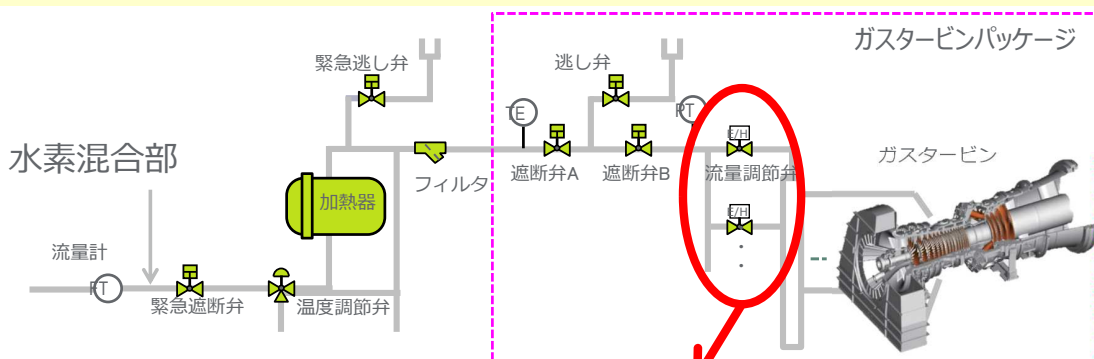 ガスタービンパッケージ
緊急逃し弁
逃し弁
TE
PT
E/H
水素混合部
フィルタ
遮断弁A
遮断弁B
流量調節弁
ガスタービン
加熱器
E/H
流量計
FT
緊急遮断弁
温度調節弁